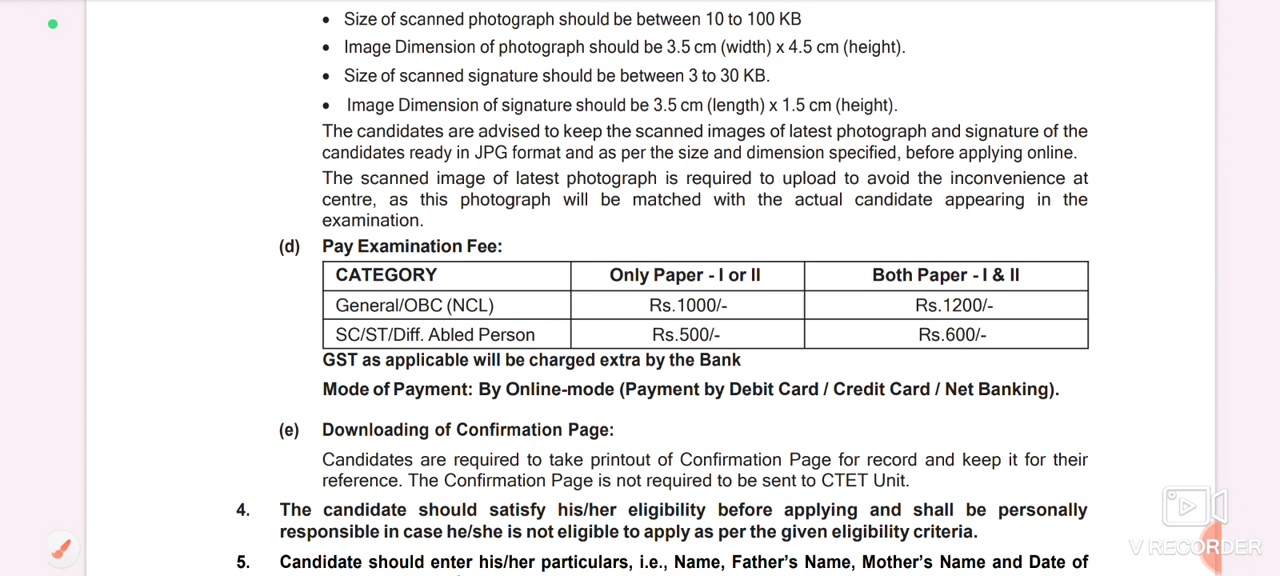 • Size of scanned photograph should be between 10 to 100 KB
• Image Dimension of photograph should be 3.5 cm (width) x 4.5 cm (height).
• Size of scanned signature should be between 3 to 30 KB.
• Image Dimension of signature should be 3.5 cm (length) x 1.5 cm (height).
The candidates are advised to keep the scanned images of latest photograph and signature of the
candidates ready in JPG format and as per the size and dimension specified, before applying online.
The scanned image of latest photograph is required to upload to avoid the inconvenience at
centre, as this photograph will be matched with the actual candidate appearing in the
examination.
(d) Pay Examination Fee:
CATEGORY Only Paper - I or II Both Paper - I & II
General/OBC (NCL) Rs.1000/- Rs.1200/-
SC/ST/Diff. Abled Person Rs.500/- Rs.600/-
GST as applicable will be charged extra by the Bank
Mode of Payment: By Online-mode (Payment by Debit Card / Credit Card / Net Banking).
(e) Downloading of Confirmation Page:
Candidates are required to take printout of Confirmation Page for record and keep it for their
reference. The Confirmation Page is not required to be sent to CTET Unit.
4. The candidate should satisfy his/her eligibility before applying and shall be personally
responsible in case he/she is not eligible to apply as per the given eligibility criteria.
5. Candidate should enter his/her particulars, i.e., Name, Father's Name, Mother's Name and Date of
V RECORDER